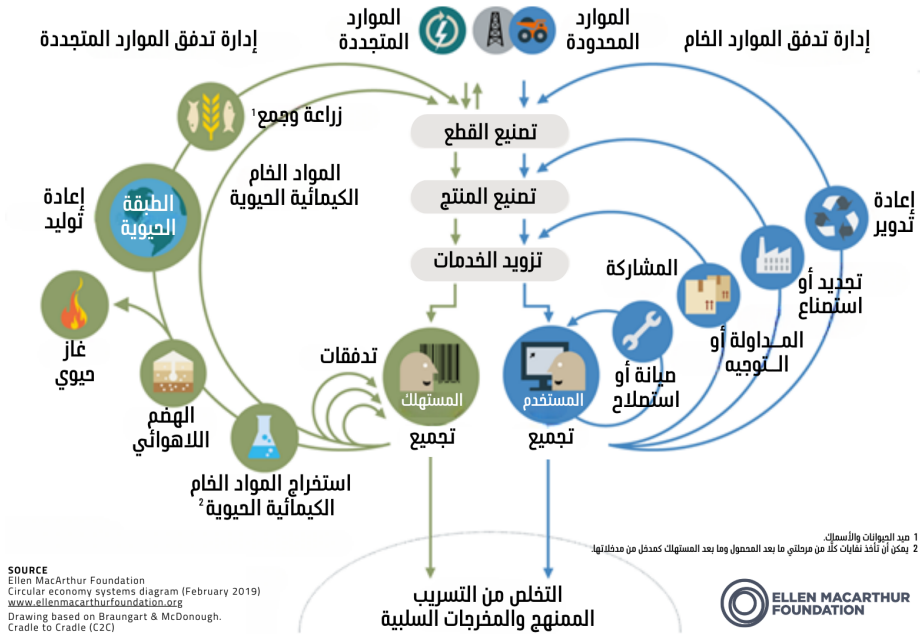 إدارة تدفق الموارد المتجددة
الموارد
المتجددة
الموارد
المحدودة
إدارة تدفق الموارد الخام
زراعة وجمع¹
تصنيع القطع
المواد الخام
الكيمائية الحيوية
تصنيع المنتج
إعادة
توليد
الطبقة
الحيوية
إعادة
تدوير
تزويد الخدمات
المشاركة
تجديد أو
استصناع
غاز
حيوي
المــداولة أو
التــوجيه
تدفقات
صيانة أو
استصلاح
المستهلك
المستخدم
الهضم
اللاهوائي
تجميع
تجميع
استخراج المواد الخام
الكيمائية الحيوية²
1 صيد الحيوانات والأسماك.
2 يمكن أن تأخذ نفايات كلًا من مرحلتي ما بعد المحصول وما بعد المستهلك كمدخل من مدخلاتها.
التخلص من التسريب
الممنهج والمخرجات السلبية
SOURCE
Ellen MacArthur Foundation
Circular economy systems diagram (February 2019)
www.ellenmacarthurfoundation.org
Drawing based on Braungart & McDonough.
Cradle to Cradle (C2C)
ELLEN MACARTHUR
FOUNDATION